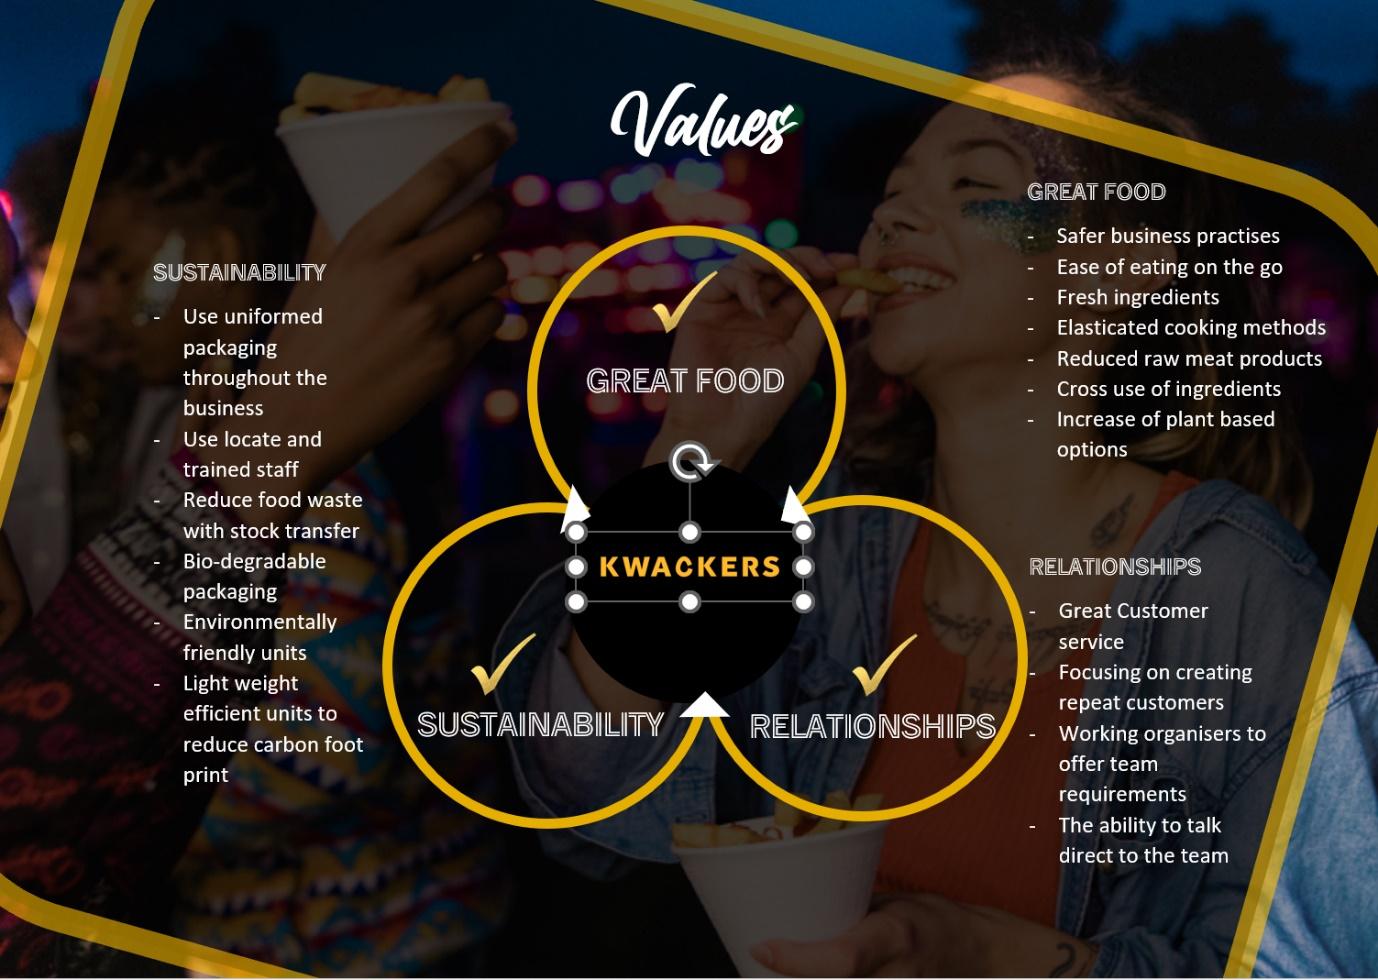 Values
SUSTAINABILITY
- Use uniformed
packaging
throughout the
business
- Use locate and
trained staff
- Reduce food waste
with stock transfer
- Bio-degradable
packaging
- Environmentally
friendly units
- Light weight
efficient units to
reduce carbon foot
print
GREAT FOOD
KWACKERS
SUSTAINABILITY
RELATIONSHIPS
GREAT FOOD
- Safer business practises
- Ease of eating on the go
- Fresh ingredients
- Elasticated cooking methods
- Reduced raw meat products
- Cross use of ingredients
- Increase of plant based
options
RELATIONSHIPS
- Great Customer
service
- Focusing on creating
repeat customers
- Working organisers to
offer team
requirements
- The ability to talk
direct to the team